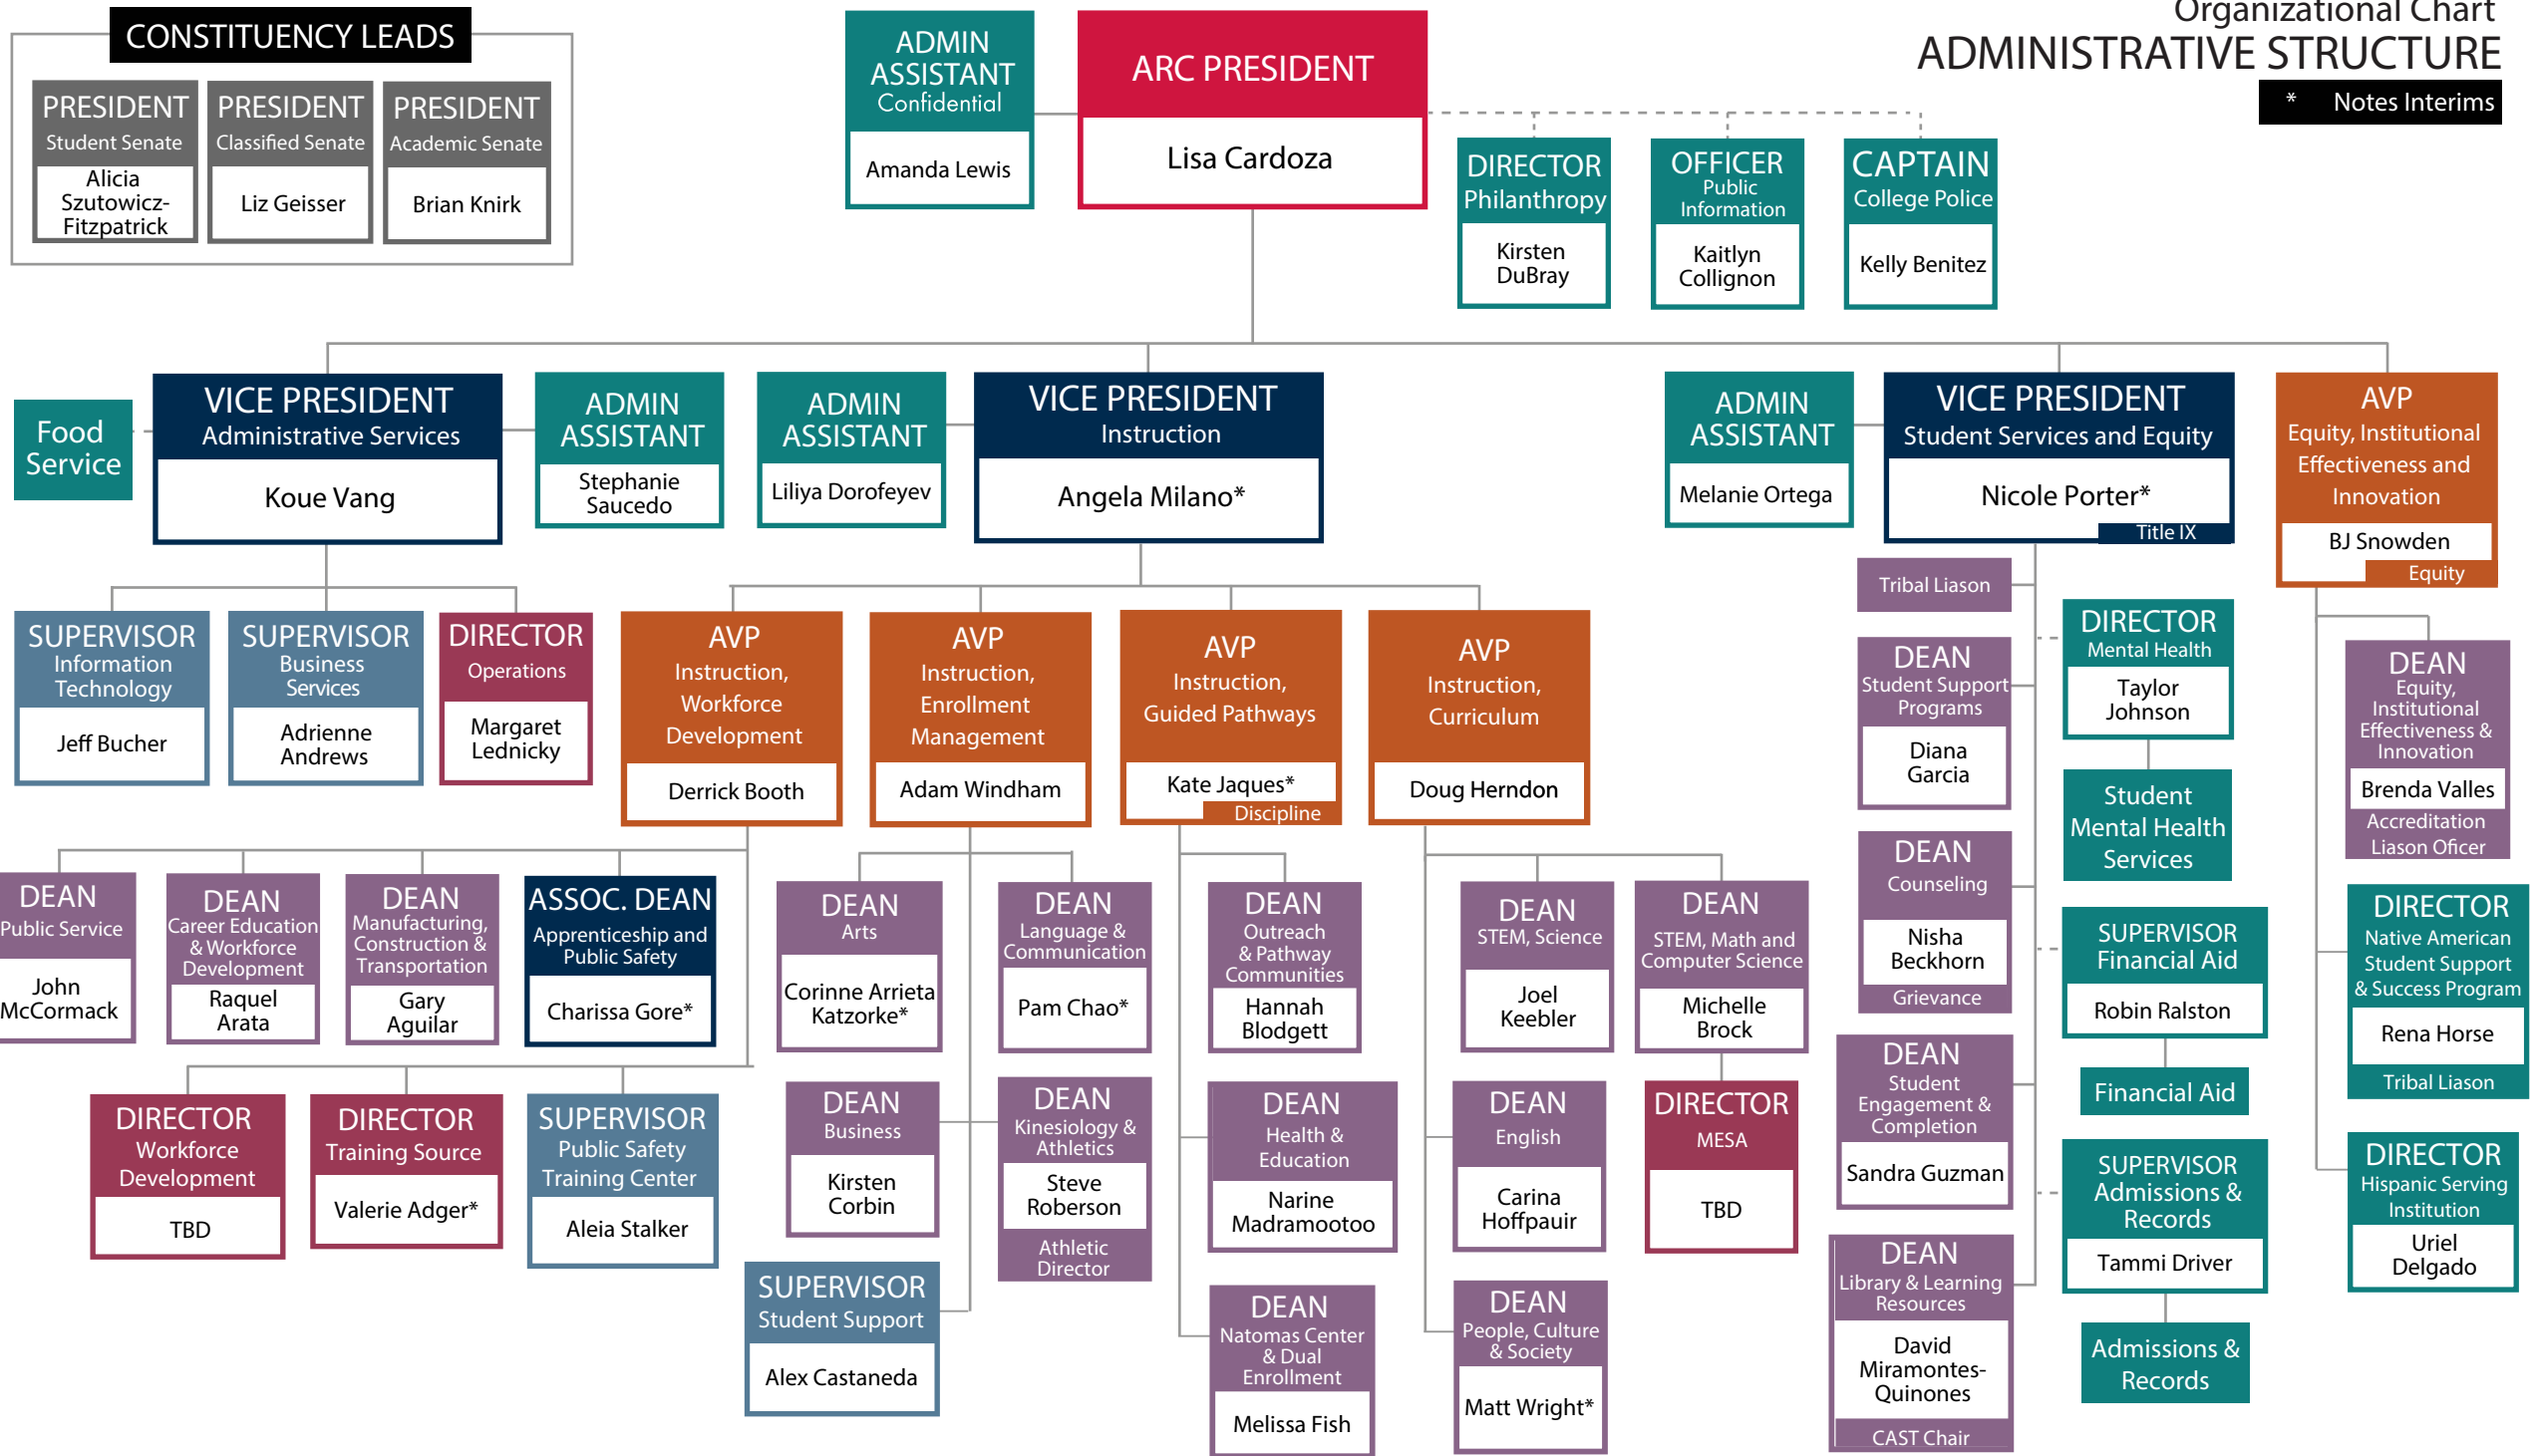 Organizational Chart
ADMINISTRATIVE STRUCTURE
* Notes Interims
CONSTITUENCY LEADS
PRESIDENT
Student Senate
Alicia
Szutowicz-
Fitzpatrick
PRESIDENT
Classified Senate
Liz Geisser
PRESIDENT
Academic Senate
Brian Knirk
ADMIN
ASSISTANT
Confidential
Amanda Lewis
ARC PRESIDENT
Lisa Cardoza
DIRECTOR
Philanthropy
Kirsten
DuBray
OFFICER
Public
Information
Kaitlyn
Collignon
CAPTAIN
College Police
Kelly Benitez
Food
Service
VICE PRESIDENT
Administrative Services
Koue Vang
ADMIN
ASSISTANT
Stephanie
Saucedo
ADMIN
ASSISTANT
Liliya Dorofeyev
VICE PRESIDENT
Instruction
Angela Milano*
ADMIN
ASSISTANT
Melanie Ortega
VICE PRESIDENT
Student Services and Equity
Nicole Porter*
Title IX
AVP
Equity, Institutional
Effectiveness and
Innovation
BJ Snowden
Equity
SUPERVISOR
Information
Technology
Jeff Bucher
SUPERVISOR
Business
Services
Adrienne
Andrews
DIRECTOR
Operations
Margaret
Lednicky
AVP
Instruction,
Workforce
Development
Derrick Booth
AVP
Instruction,
Enrollment
Management
Adam Windham
AVP
Instruction,
Guided Pathways
Kate Jaques*
Discipline
AVP
Instruction,
Curriculum
Doug Herndon
DEAN
Public Service
John
McCormack
DEAN
Career Education
& Workforce
Development
Raquel
Arata
DEAN
Manufacturing,
Construction &
Transportation
Gary
Aguilar
ASSOC. DEAN
Apprenticeship and
Public Safety
Charissa Gore*
DIRECTOR
Workforce
Development
TBD
DIRECTOR
Training Source
Valerie Adger*
SUPERVISOR
Public Safety
Training Center
Aleia Stalker
DEAN
Arts
Corinne Arrieta
Katzorke*
DEAN
Language &
Communication
Pam Chao*
DEAN
Business
Kirsten
Corbin
DEAN
Kinesiology &
Athletics
Steve
Roberson
Athletic
Director
SUPERVISOR
Student Support
Alex Castaneda
DEAN
Outreach
& Pathway
Communities
Hannah
Blodgett
DEAN
Health &
Education
Narine
Madramootoo
DEAN
Natomas Center
& Dual
Enrollment
Melissa Fish
DEAN
STEM, Science
Joel
Keebler
DEAN
STEM, Math and
Computer Science
Michelle
Brock
DEAN
English
Carina
Hoffpauir
DIRECTOR
MESA
TBD
DEAN
People, Culture
& Society
Matt Wright*
Tribal Liason
DEAN
Student Support
Programs
Diana
Garcia
DEAN
Counseling
Nisha
Beckhorn
Grievance
DEAN
Student
Engagement &
Completion
Sandra Guzman
DEAN
Library & Learning
Resources
David
Miramontes-
Quinones
CAST Chair
DIRECTOR
Mental Health
Taylor
Johnson
Student
Mental Health
Services
SUPERVISOR
Financial Aid
Robin Ralston
Financial Aid
SUPERVISOR
Admissions &
Records
Tammi Driver
Admissions &
Records
DEAN
Equity,
Institutional
Effectiveness &
Innovation
Brenda Valles
Accreditation
Liason Oficer
DIRECTOR
Native American
Student Support
& Success Program
Rena Horse
Tribal Liason
DIRECTOR
Hispanic Serving
Institution
Uriel
Delgado